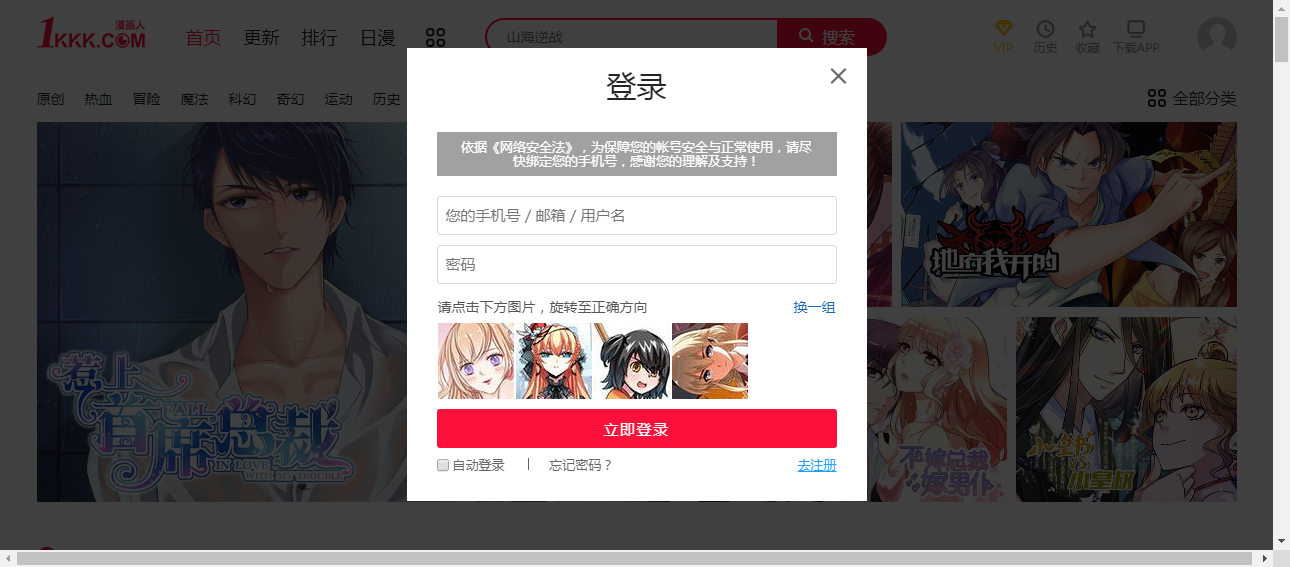 漫画人
1KKK.COM
首页 更新 排行 日漫
山海逆战
搜索
VIP 历史 收藏 下载APP
原创 热血 冒险 魔法 科幻 奇幻 运动 历史
全部分类
登录
依据《网络安全法》，为保障您的帐号安全与正常使用，请尽
快绑定您的手机号，感谢您的理解及支持！
您的手机号 / 邮箱 / 用户名
密码
请点击下方图片，旋转至正确方向
换一组
立即登录
自动登录 | 忘记密码？
去注册
惹上
首席总裁
CALL
IN LOVE
WITH MY TROUBLE
地府我开的
不嫁总裁
嫁男仆
小皇书
VS
小皇叔